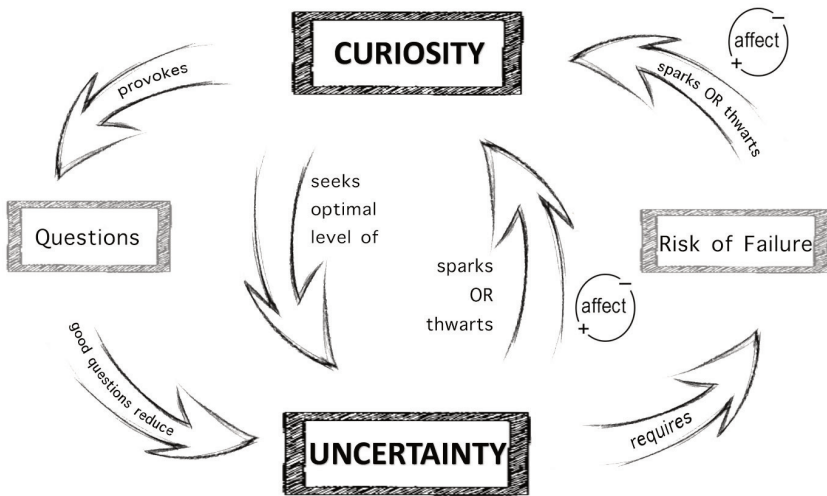 CURIOSITY
−
affect
+
provokes
sparks OR thwarts
seeks
optimal
level of
Questions
Risk of Failure
sparks
OR
thwarts
−
affect
+
good questions reduce
requires
UNCERTAINTY